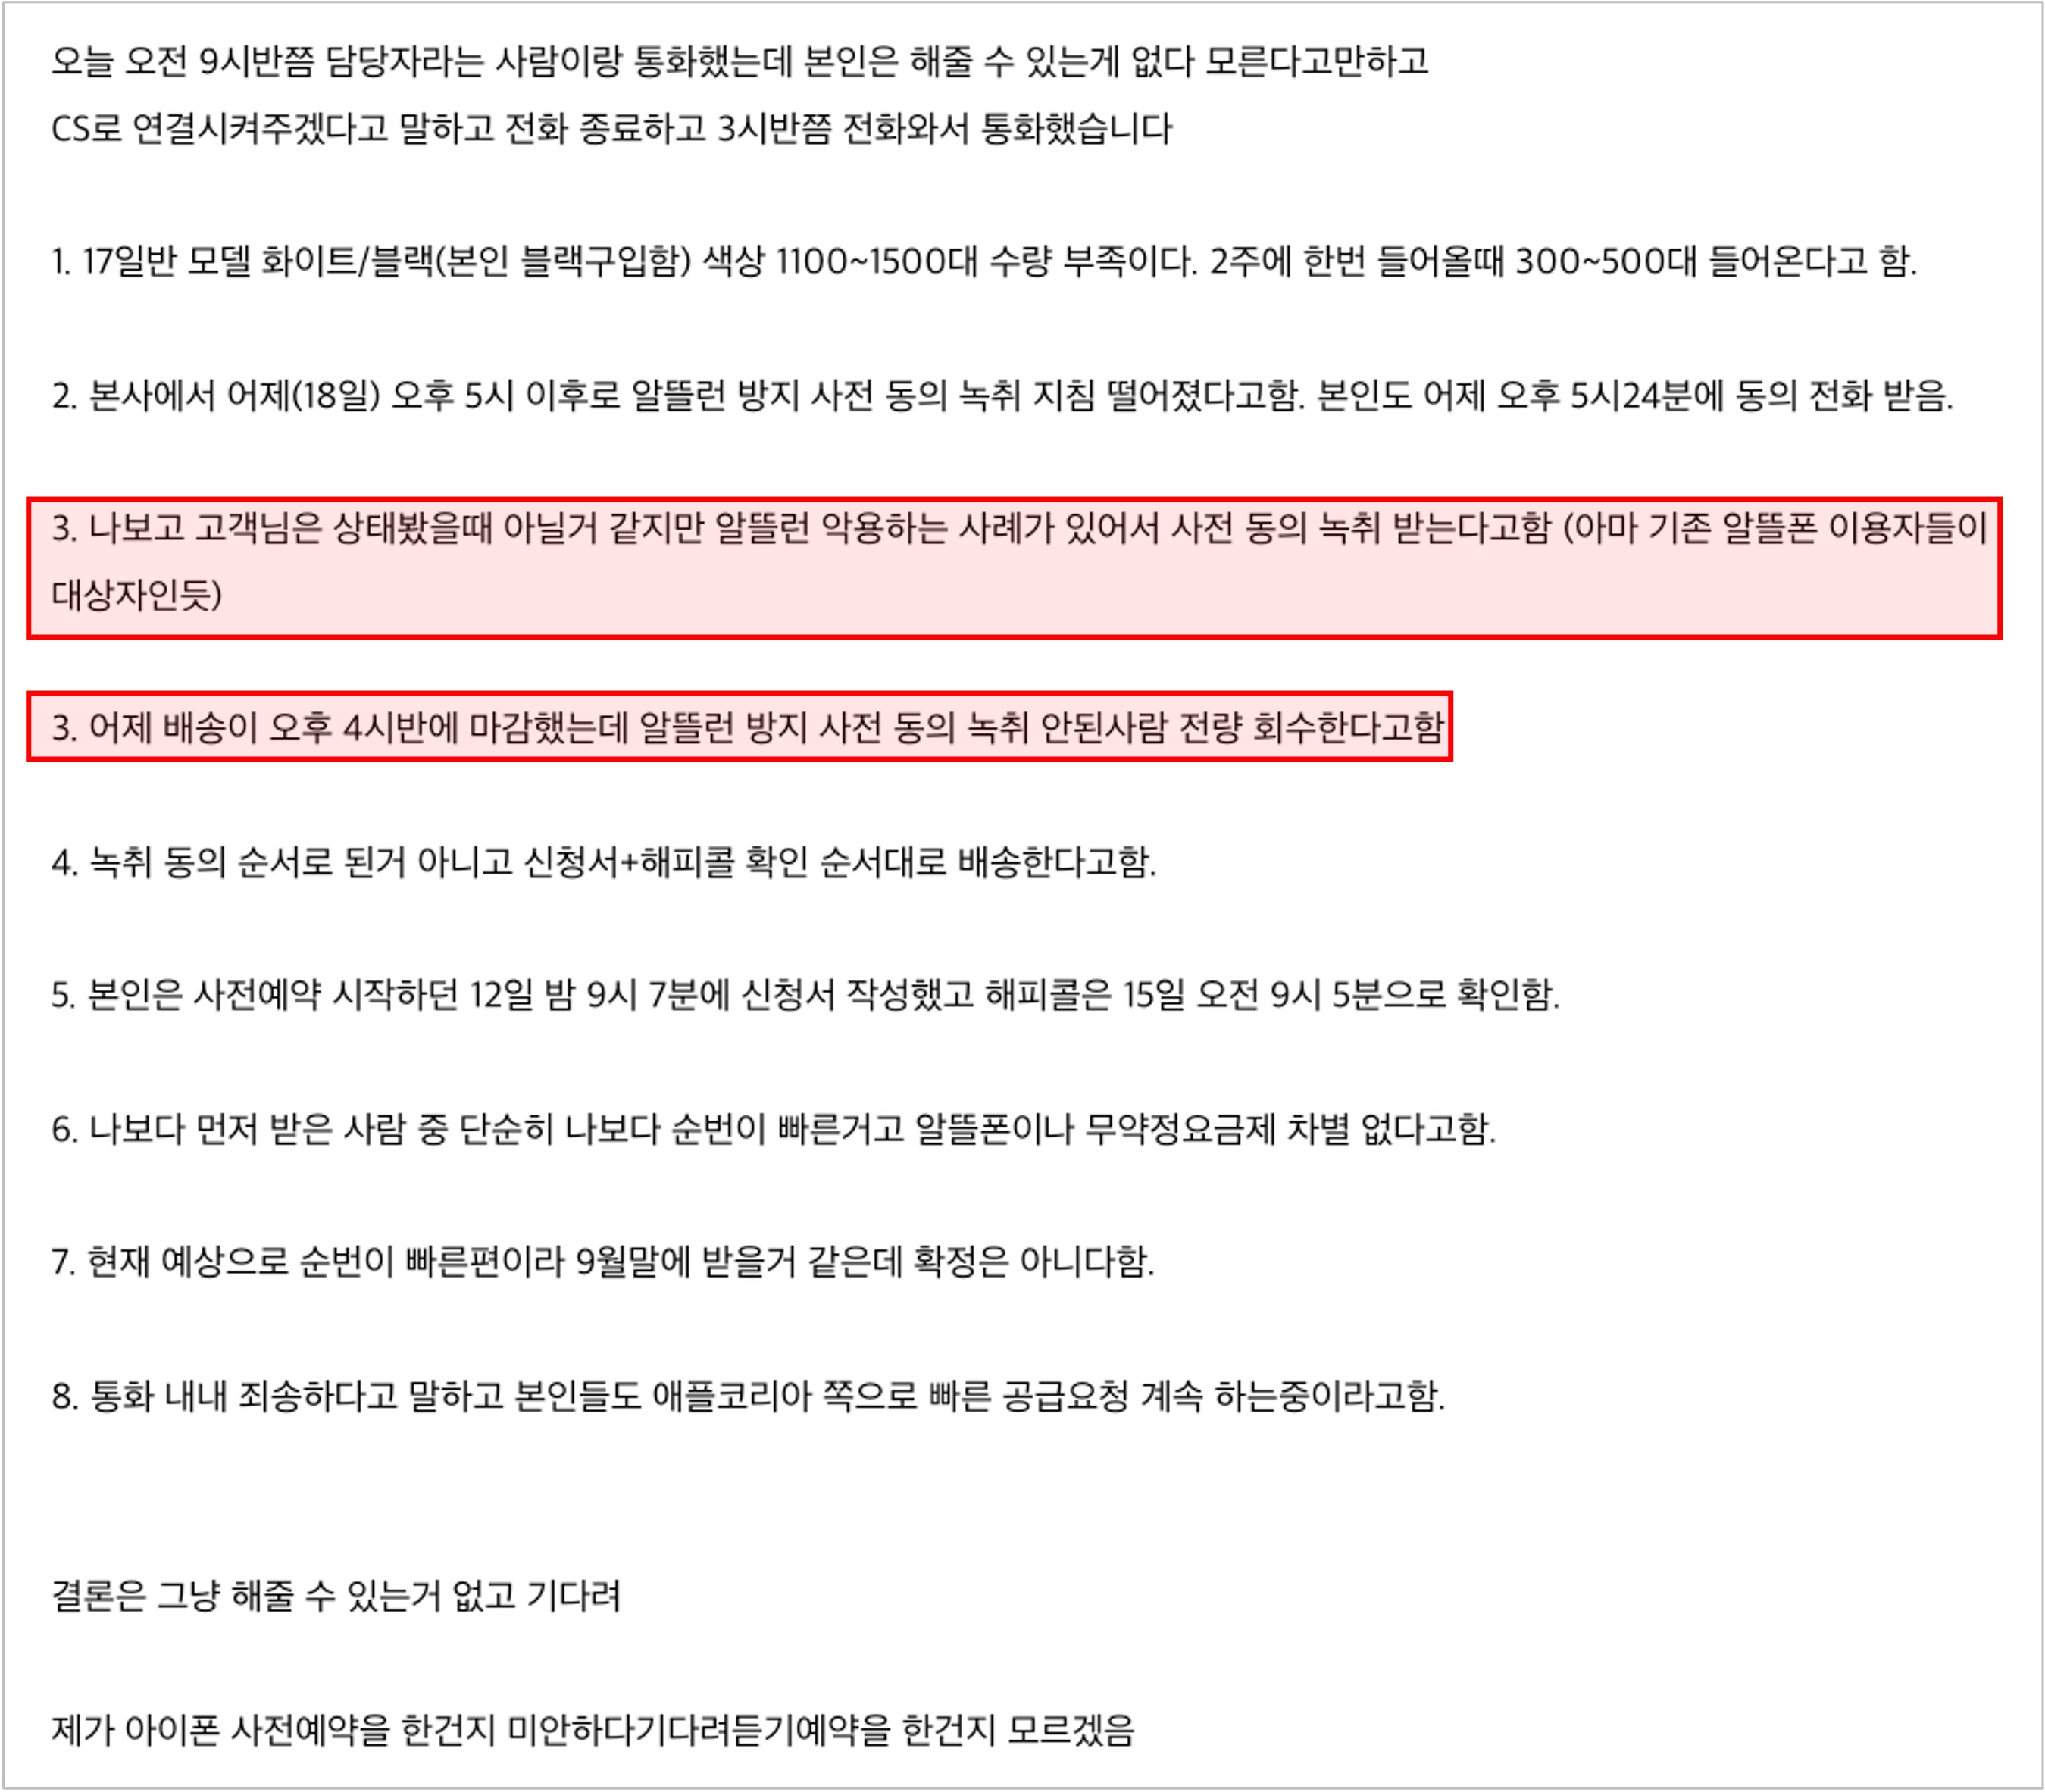 오늘 오전 9시반쯤 담당자라는 사람이랑 통화했는데 본인은 해줄 수 있는게 없다 모른다고만하고
CS로 연결시켜주겠다고 말하고 전화 종료하고 3시반쯤 전화와서 통화했습니다
1. 17일반 모델 화이트/블랙(본인 블랙구입함) 색상 1100~1500대 수량 부족이다. 2주에 한번 들어올때 300~500대 들어온다고 함.
2. 본사에서 어제(18일) 오후 5시 이후로 알뜰런 방지 사전 동의 녹취 지침 떨어졌다고함. 본인도 어제 오후 5시24분에 동의 전화 받음.
3. 나보고 고객님은 상태봤을때 아닐거 같지만 알뜰런 악용하는 사례가 있어서 사전 동의 녹취 받는다고함 (아마 기존 알뜰폰 이용자들이
대상자인듯)
3. 어제 배송이 오후 4시반에 마감했는데 알뜰런 방지 사전 동의 녹취 안된사람 전량 회수한다고함
4. 녹취 동의 순서로 된거 아니고 신청서+해피콜 확인 순서대로 배송한다고함.
5. 본인은 사전예약 시작하던 12일 밤 9시 7분에 신청서 작성했고 해피콜은 15일 오전 9시 5분으로 확인함.
6. 나보다 먼저 받은 사람 중 단순히 나보다 순번이 빠른거고 알뜰폰이나 무약정요금제 차별 없다고함.
7. 현재 예상으로 순번이 빠른편이라 9월말에 받을거 같은데 확정은 아니다함.
8. 통화 내내 죄송하다고 말하고 본인들도 애플코리아 쪽으로 빠른 공급요청 계속 하는중이라고함.
결론은 그냥 해줄 수 있는거 없고 기다려
제가 아이폰 사전예약을 한건지 미안하다기다려듣기예약을 한건지 모르겠음